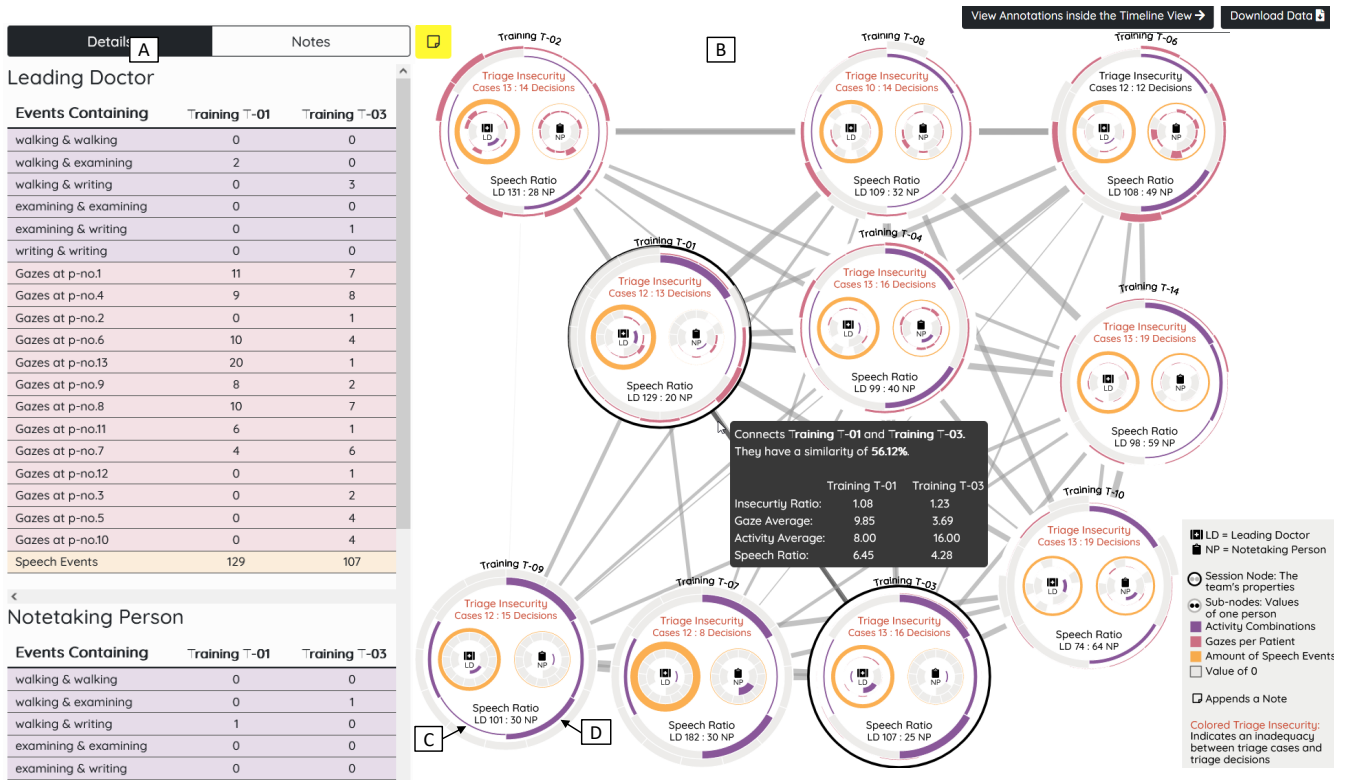 View Annotations inside the Timeline View →
Download Data
Details
Notes
A
B
Leading Doctor
Events Containing Training T-01 Training T-03
walking & walking 0 0
walking & examining 2 0
walking & writing 0 3
examining & examining 0 0
examining & writing 0 1
writing & writing 0 0
Gazes at p-no.1 11 7
Gazes at p-no.4 9 8
Gazes at p-no.2 0 1
Gazes at p-no.6 10 4
Gazes at p-no.13 20 1
Gazes at p-no.9 8 2
Gazes at p-no.8 10 7
Gazes at p-no.11 6 1
Gazes at p-no.7 4 6
Gazes at p-no.12 0 1
Gazes at p-no.3 0 2
Gazes at p-no.5 0 4
Gazes at p-no.10 0 4
Speech Events 129 107
Notetaking Person
Events Containing Training T-01 Training T-03
walking & walking 0 0
walking & examining 0 1
walking & writing 1 0
examining & examining 0 0
examining & writing 0 0
Training T-02
Triage Insecurity
Cases 13 : 14 Decisions
LD
NP
Speech Ratio
LD 131 : 28 NP
Training T-08
Triage Insecurity
Cases 10 : 14 Decisions
LD
NP
Speech Ratio
LD 109 : 32 NP
Training T-06
Triage Insecurity
Cases 12 : 12 Decisions
LD
NP
Speech Ratio
LD 108 : 49 NP
Training T-01
Triage Insecurity
Cases 12 : 13 Decisions
LD
NP
Speech Ratio
LD 129 : 20 NP
Training T-04
Triage Insecurity
Cases 13 : 16 Decisions
LD
NP
Speech Ratio
LD 99 : 40 NP
Training T-14
Triage Insecurity
Cases 13 : 19 Decisions
LD
NP
Speech Ratio
LD 98 : 59 NP
Connects Training T-01 and Training T-03.
They have a similarity of 56.12%.
Training T-01 Training T-03
Insecurtiy Ratio: 1.08 1.23
Gaze Average: 9.85 3.69
Activity Average: 8.00 16.00
Speech Ratio: 6.45 4.28
Training T-10
Triage Insecurity
Cases 13 : 19 Decisions
LD
NP
Speech Ratio
LD 74 : 64 NP
Training T-09
Triage Insecurity
Cases 12 : 15 Decisions
LD
NP
Speech Ratio
LD 101 : 30 NP
C
D
Training T-07
Triage Insecurity
Cases 12 : 8 Decisions
LD
NP
Speech Ratio
LD 182 : 30 NP
Training T-03
Triage Insecurity
Cases 13 : 16 Decisions
LD
NP
Speech Ratio
LD 107 : 25 NP
LD = Leading Doctor
NP = Notetaking Person
Session Node: The
team's properties
Sub-nodes: Values
of one person
Activity Combinations
Gazes per Patient
Amount of Speech Events
Value of 0
Appends a Note
Colored Triage Insecurity:
Indicates an inadequacy
between triage cases and
triage decisions